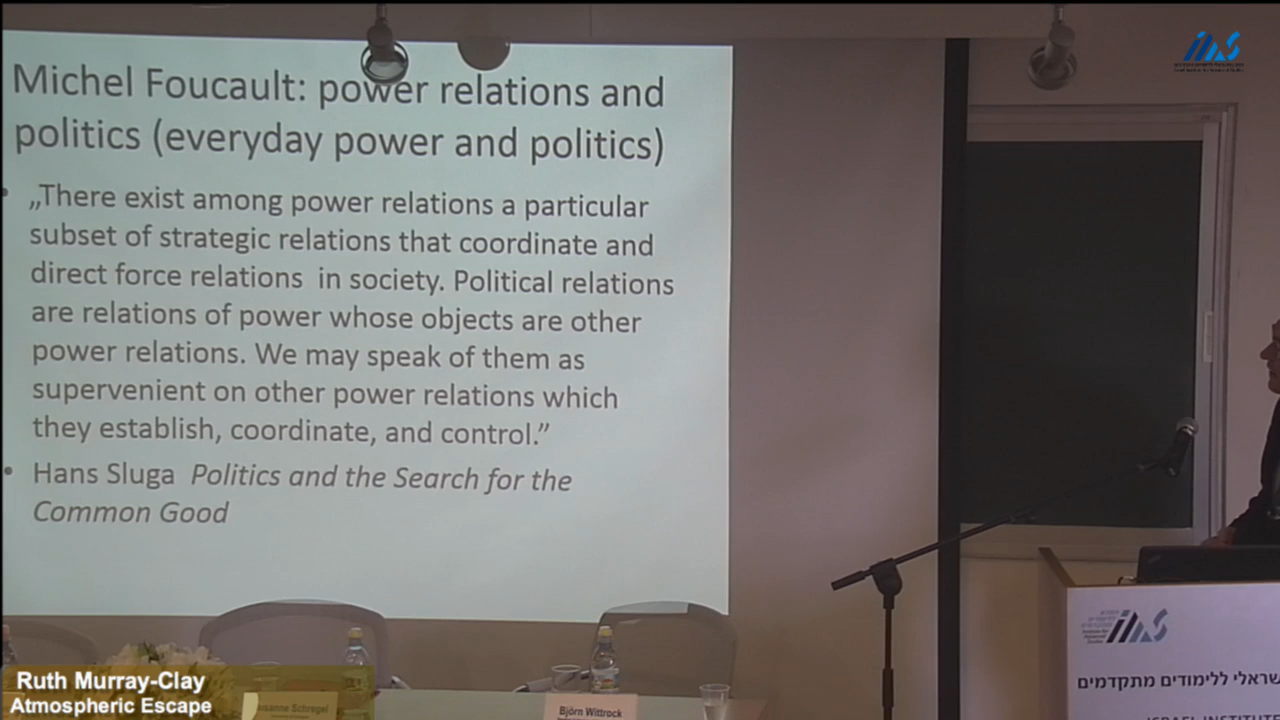 Michel Foucault: power relations and
politics (everyday power and politics)
• „There exist among power relations a particular
subset of strategic relations that coordinate and
direct force relations in society. Political relations
are relations of power whose objects are other
power relations. We may speak of them as
supervenient on other power relations which
they establish, coordinate, and control.”
• Hans Sluga Politics and the Search for the
Common Good
Ruth Murray-Clay
Atmospheric Escape
Schregel
Björn Wittrock
iias
iias
ללימודים מתקדמים